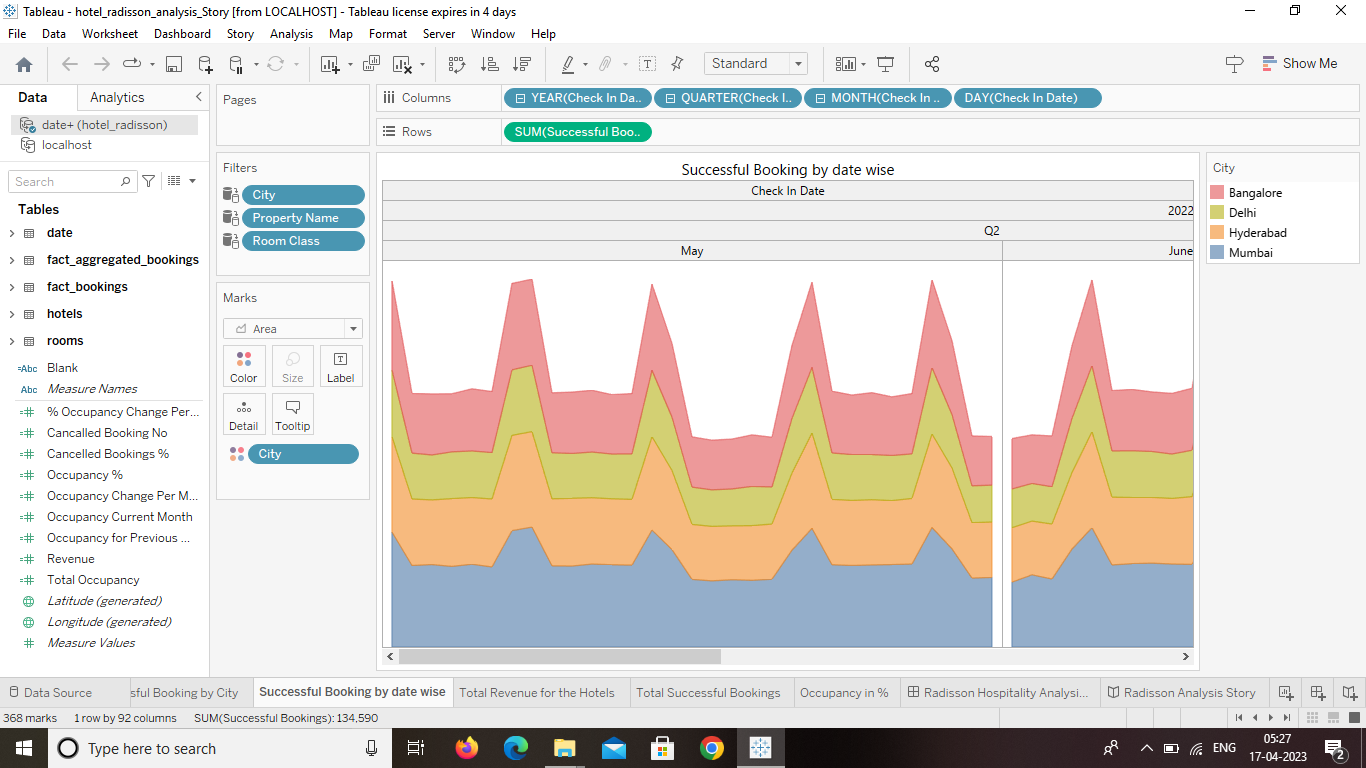 Tableau - hotel_radisson_analysis_Story [from LOCALHOST] - Tableau license expires in 4 days
File Data Worksheet Dashboard Story Analysis Map Format Server Window Help
Standard
Show Me
Data Analytics
date+ (hotel_radisson)
localhost
Search
Tables
date
fact_aggregated_bookings
fact_bookings
hotels
rooms
=Abc Blank
Abc Measure Names
% Occupancy Change Per...
Cancelled Booking No
Cancelled Bookings %
Occupancy %
Occupancy Change Per M...
Occupancy Current Month
Occupancy for Previous ...
Revenue
Total Occupancy
Latitude (generated)
Longitude (generated)
Measure Values
Pages
Filters
City
Property Name
Room Class
Marks
Area
Color Size Label
Detail Tooltip
City
Columns YEAR(Check In Da.. QUARTER(Check I.. MONTH(Check In .. DAY(Check In Date)
Rows SUM(Successful Boo..
Successful Booking by date wise
Check In Date
2022
Q2
May June
City
Bangalore
Delhi
Hyderabad
Mumbai
Data Source sful Booking by City Successful Booking by date wise Total Revenue for the Hotels Total Successful Bookings Occupancy in % Radisson Hospitality Analysi... Radisson Analysis Story
368 marks 1 row by 92 columns SUM(Successful Bookings): 134.590
Type here to search
ENG
05:27
17-04-2023
2